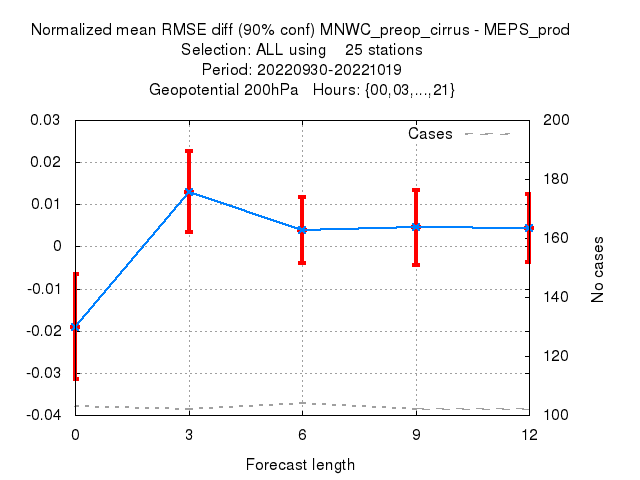 Normalized mean RMSE diff (90% conf) MNWC_preop_cirrus - MEPS_prod
Selection: ALL using    25 stations
Period: 20220930-20221019
Geopotential 200hPa   Hours: {00,03,...,21}
Cases
0.03
0.02
0.01
0
-0.01
-0.02
-0.03
-0.04
200
180
160
140
120
100
No cases
0 3 6 9 12
Forecast length